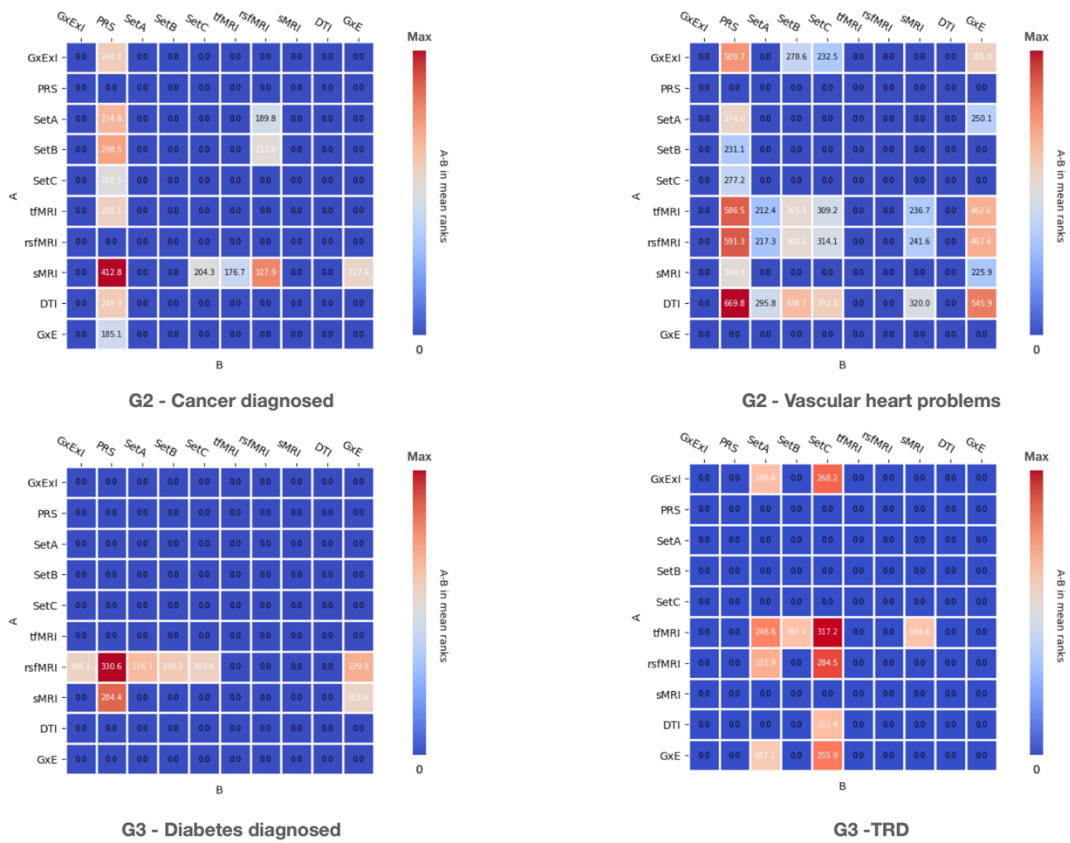 GxExI PRS SetA SetB SetC tfMRI rsfMRI sMRI DTI GxE
Max
GxExI 0.0 244.2 0.0 0.0 0.0 0.0 0.0 0.0 0.0 0.0
PRS 0.0 0.0 0.0 0.0 0.0 0.0 0.0 0.0 0.0 0.0
SetA 0.0 274.6 0.0 0.0 0.0 0.0 189.8 0.0 0.0 0.0
SetB 0.0 298.5 0.0 0.0 0.0 0.0 213.6 0.0 0.0 0.0
SetC 0.0 208.5 0.0 0.0 0.0 0.0 0.0 0.0 0.0 0.0
tfMRI 0.0 236.1 0.0 0.0 0.0 0.0 0.0 0.0 0.0 0.0
rsfMRI 0.0 0.0 0.0 0.0 0.0 0.0 0.0 0.0 0.0 0.0
sMRI 0.0 412.8 0.0 0.0 204.3 176.7 327.9 0.0 0.0 227.6
DTI 0.0 249.3 0.0 0.0 0.0 0.0 0.0 0.0 0.0 0.0
GxE 0.0 185.1 0.0 0.0 0.0 0.0 0.0 0.0 0.0 0.0
A
B
A-B in mean ranks
0
G2 - Cancer diagnosed
GxExI PRS SetA SetB SetC tfMRI rsfMRI sMRI DTI GxE
Max
GxExI 0.0 509.7 0.0 278.6 232.5 0.0 0.0 0.0 0.0 385.8
PRS 0.0 0.0 0.0 0.0 0.0 0.0 0.0 0.0 0.0 0.0
SetA 0.0 374.0 0.0 0.0 0.0 0.0 0.0 0.0 0.0 250.1
SetB 0.0 231.1 0.0 0.0 0.0 0.0 0.0 0.0 0.0 0.0
SetC 0.0 277.2 0.0 0.0 0.0 0.0 0.0 0.0 0.0 0.0
tfMRI 0.0 586.5 212.4 355.4 309.2 0.0 0.0 236.7 0.0 462.6
rsfMRI 0.0 591.3 217.3 360.2 314.1 0.0 0.0 241.6 0.0 467.4
sMRI 0.0 349.8 0.0 0.0 0.0 0.0 0.0 0.0 0.0 225.9
DTI 0.0 669.8 295.8 438.7 392.5 0.0 0.0 320.0 0.0 545.9
GxE 0.0 0.0 0.0 0.0 0.0 0.0 0.0 0.0 0.0 0.0
A
B
A-B in mean ranks
0
G2 - Vascular heart problems
GxExI PRS SetA SetB SetC tfMRI rsfMRI sMRI DTI GxE
Max
GxExI 0.0 0.0 0.0 0.0 0.0 0.0 0.0 0.0 0.0 0.0
PRS 0.0 0.0 0.0 0.0 0.0 0.0 0.0 0.0 0.0 0.0
SetA 0.0 0.0 0.0 0.0 0.0 0.0 0.0 0.0 0.0 0.0
SetB 0.0 0.0 0.0 0.0 0.0 0.0 0.0 0.0 0.0 0.0
SetC 0.0 0.0 0.0 0.0 0.0 0.0 0.0 0.0 0.0 0.0
tfMRI 0.0 0.0 0.0 0.0 0.0 0.0 0.0 0.0 0.0 0.0
rsfMRI 186.1 330.6 216.7 198.3 189.6 0.0 0.0 0.0 0.0 229.8
sMRI 0.0 284.4 0.0 0.0 0.0 0.0 0.0 0.0 0.0 183.6
DTI 0.0 0.0 0.0 0.0 0.0 0.0 0.0 0.0 0.0 0.0
GxE 0.0 0.0 0.0 0.0 0.0 0.0 0.0 0.0 0.0 0.0
A
B
A-B in mean ranks
0
G3 - Diabetes diagnosed
GxExI PRS SetA SetB SetC tfMRI rsfMRI sMRI DTI GxE
Max
GxExI 0.0 0.0 199.6 0.0 268.2 0.0 0.0 0.0 0.0 0.0
PRS 0.0 0.0 0.0 0.0 0.0 0.0 0.0 0.0 0.0 0.0
SetA 0.0 0.0 0.0 0.0 0.0 0.0 0.0 0.0 0.0 0.0
SetB 0.0 0.0 0.0 0.0 0.0 0.0 0.0 0.0 0.0 0.0
SetC 0.0 0.0 0.0 0.0 0.0 0.0 0.0 0.0 0.0 0.0
tfMRI 0.0 0.0 248.6 197.4 317.2 0.0 0.0 194.4 0.0 0.0
rsfMRI 0.0 0.0 215.9 0.0 284.5 0.0 0.0 0.0 0.0 0.0
sMRI 0.0 0.0 0.0 0.0 0.0 0.0 0.0 0.0 0.0 0.0
DTI 0.0 0.0 0.0 0.0 203.4 0.0 0.0 0.0 0.0 0.0
GxE 0.0 0.0 187.3 0.0 255.9 0.0 0.0 0.0 0.0 0.0
A
B
A-B in mean ranks
0
G3 -TRD